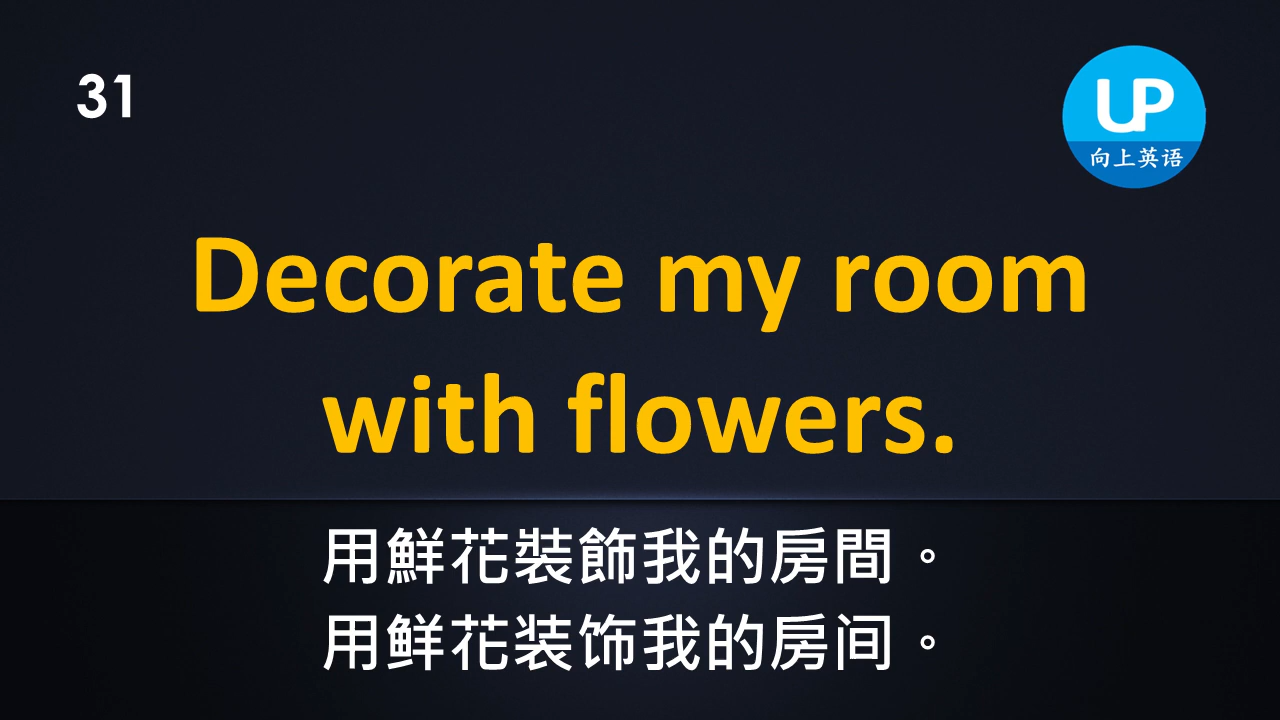 31
UP
向上英语
Decorate my room
with flowers.
用鮮花裝飾我的房間。
用鲜花装饰我的房间。